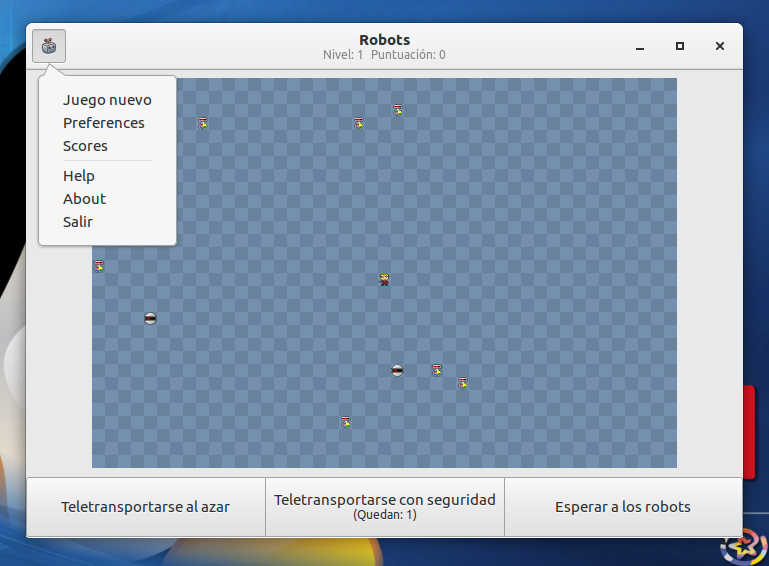 Robots
Nivel: 1 Puntuación: 0
Juego nuevo
Preferences
Scores
Help
About
Salir
Teletransportarse al azar
Teletransportarse con seguridad
(Quedan: 1)
Esperar a los robots